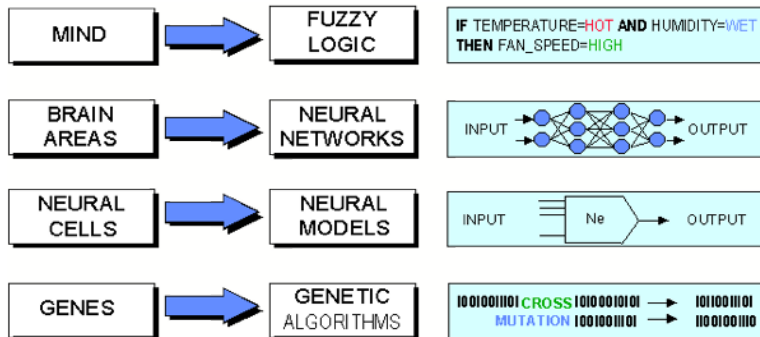 MIND
FUZZY
LOGIC
IF TEMPERATURE=HOT AND HUMIDITY=WET
THEN FAN_SPEED=HIGH
BRAIN
AREAS
NEURAL
NETWORKS
INPUT
OUTPUT
NEURAL
CELLS
NEURAL
MODELS
INPUT
Ne
OUTPUT
GENES
GENETIC
ALGORITHMS
1001001101 CROSS 1010001010 1011001101
MUTATION 1001001101 1100100110